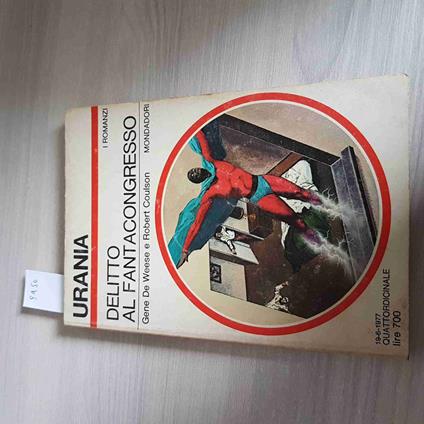 URANIA
I ROMANZI
DELITTO
AL FANTACONGRESSO
Gene De Weese e Robert Coulson
MONDADORI
19-6-1977
QUATTORDICINALE
lire 700